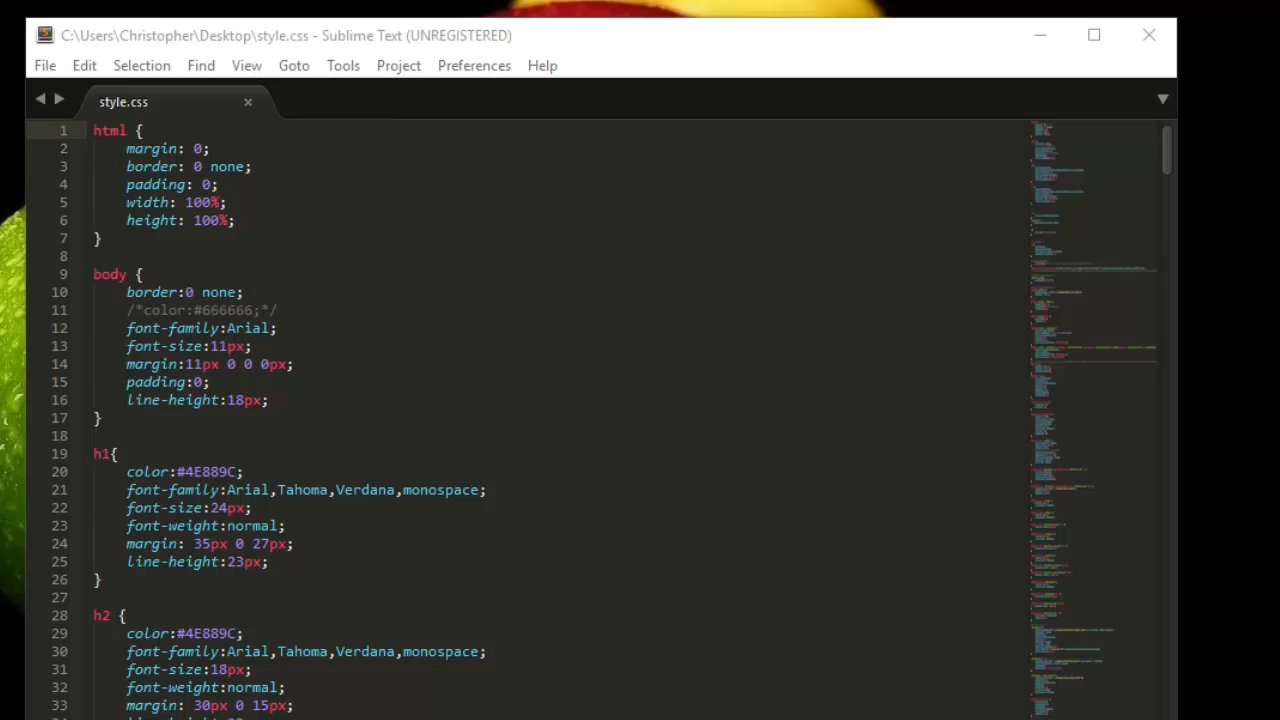 C:\Users\Christopher\Desktop\style.css - Sublime Text (UNREGISTERED)
File Edit Selection Find View Goto Tools Project Preferences Help
style.css
1 html {
2 margin: 0;
3 border: 0 none;
4 padding: 0;
5 width: 100%;
6 height: 100%;
7 }
8
9 body {
10 border:0 none;
11 /*color:#666666;*/
12 font-family:Arial;
13 font-size:11px;
14 margin:11px 0 0 0px;
15 padding:0;
16 line-height:18px;
17 }
18
19 h1{
20 color:#4E889C;
21 font-family:Arial,Tahoma,Verdana,monospace;
22 font-size:24px;
23 font-weight:normal;
24 margin: 35px 0 27px;
25 line-height:23px;
26 }
27
28 h2 {
29 color:#4E889C;
30 font-family:Arial,Tahoma,Verdana,monospace;
31 font-size:18px;
32 font-weight:normal;
33 margin: 30px 0 15px;